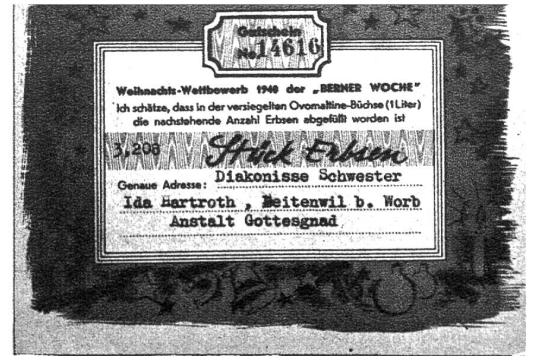 Gutschein
No. 14616
Weihnachts-Wettbewerb 1940 der „BERNER WOCHE"
Ich schätze, dass in der versiegelten Ovomaltine-Büchse (1 Liter)
die nachstehende Anzahl Erbsen abgefüllt worden ist
3,208 Stück Erbsen
Genaue Adresse: Diakonisse Schwester
Ida Hartroth , Beitenwil b. Worb
Anstalt Gottesgnad